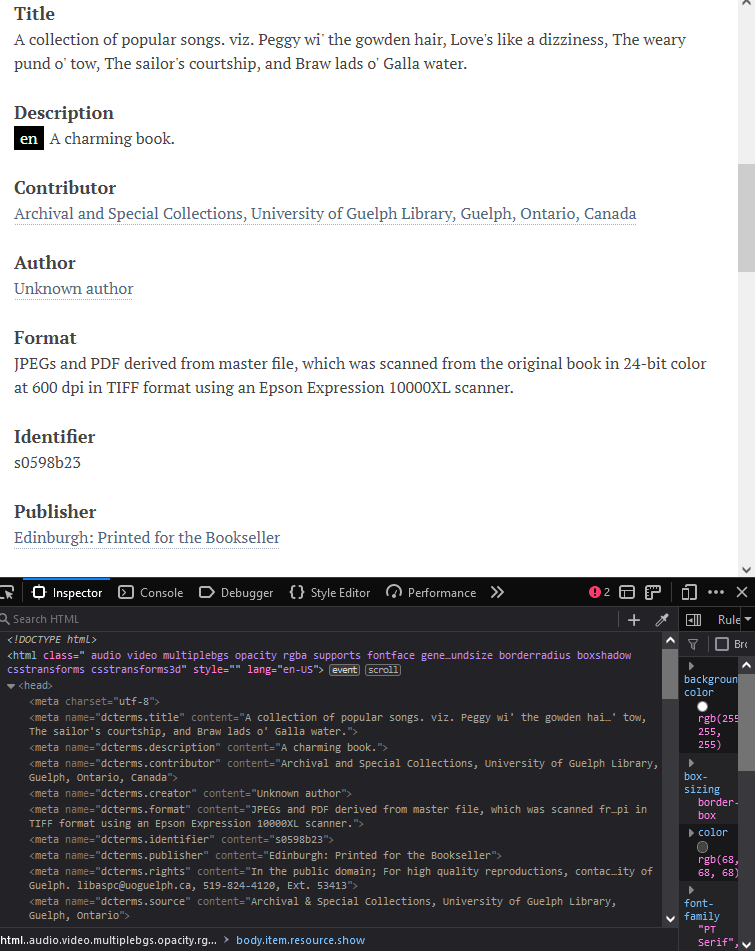 Title
A collection of popular songs. viz. Peggy wi' the gowden hair, Love's like a dizziness, The weary
pund o' tow, The sailor's courtship, and Braw lads o' Galla water.
Description
en A charming book.
Contributor
Archival and Special Collections, University of Guelph Library, Guelph, Ontario, Canada
Author
Unknown author
Format
JPEGs and PDF derived from master file, which was scanned from the original book in 24-bit color
at 600 dpi in TIFF format using an Epson Expression 10000XL scanner.
Identifier
s0598b23
Publisher
Edinburgh: Printed for the Bookseller
Inspector Console Debugger Style Editor Performance 2
Search HTML
Rule
<!DOCTYPE html>
<html class=" audio video multiplebgs opacity rgba supports fontface gene…undsize borderradius boxshadow
csstransforms csstransforms3d" style="" lang="en-US"> event scroll
<head>
<meta charset="utf-8">
<meta name="dcterms.title" content="A collection of popular songs. viz. Peggy wi' the gowden hai…' tow,
The sailor's courtship, and Braw lads o' Galla water.">
<meta name="dcterms.description" content="A charming book.">
<meta name="dcterms.contributor" content="Archival and Special Collections, University of Guelph Library,
Guelph, Ontario, Canada">
<meta name="dcterms.creator" content="Unknown author">
<meta name="dcterms.format" content="JPEGs and PDF derived from master file, which was scanned fr…pi in
TIFF format using an Epson Expression 10000XL scanner.">
<meta name="dcterms.identifier" content="s0598b23">
<meta name="dcterms.publisher" content="Edinburgh: Printed for the Bookseller">
<meta name="dcterms.rights" content="In the public domain; For high quality reproductions, contac…ity of
Guelph. libaspc@uoguelph.ca, 519-824-4120, Ext. 53413">
<meta name="dcterms.source" content="Archival & Special Collections, University of Guelph Library,
Guelph, Ontario">
html.audio.video.multiplebgs.opacity.rg... body.item.resource.show
Bro
background
color
rgb(255
255,
255)
box-
sizing
border-
box
color
rgb(68,
68, 68)
font-
family
"PT
Serif",